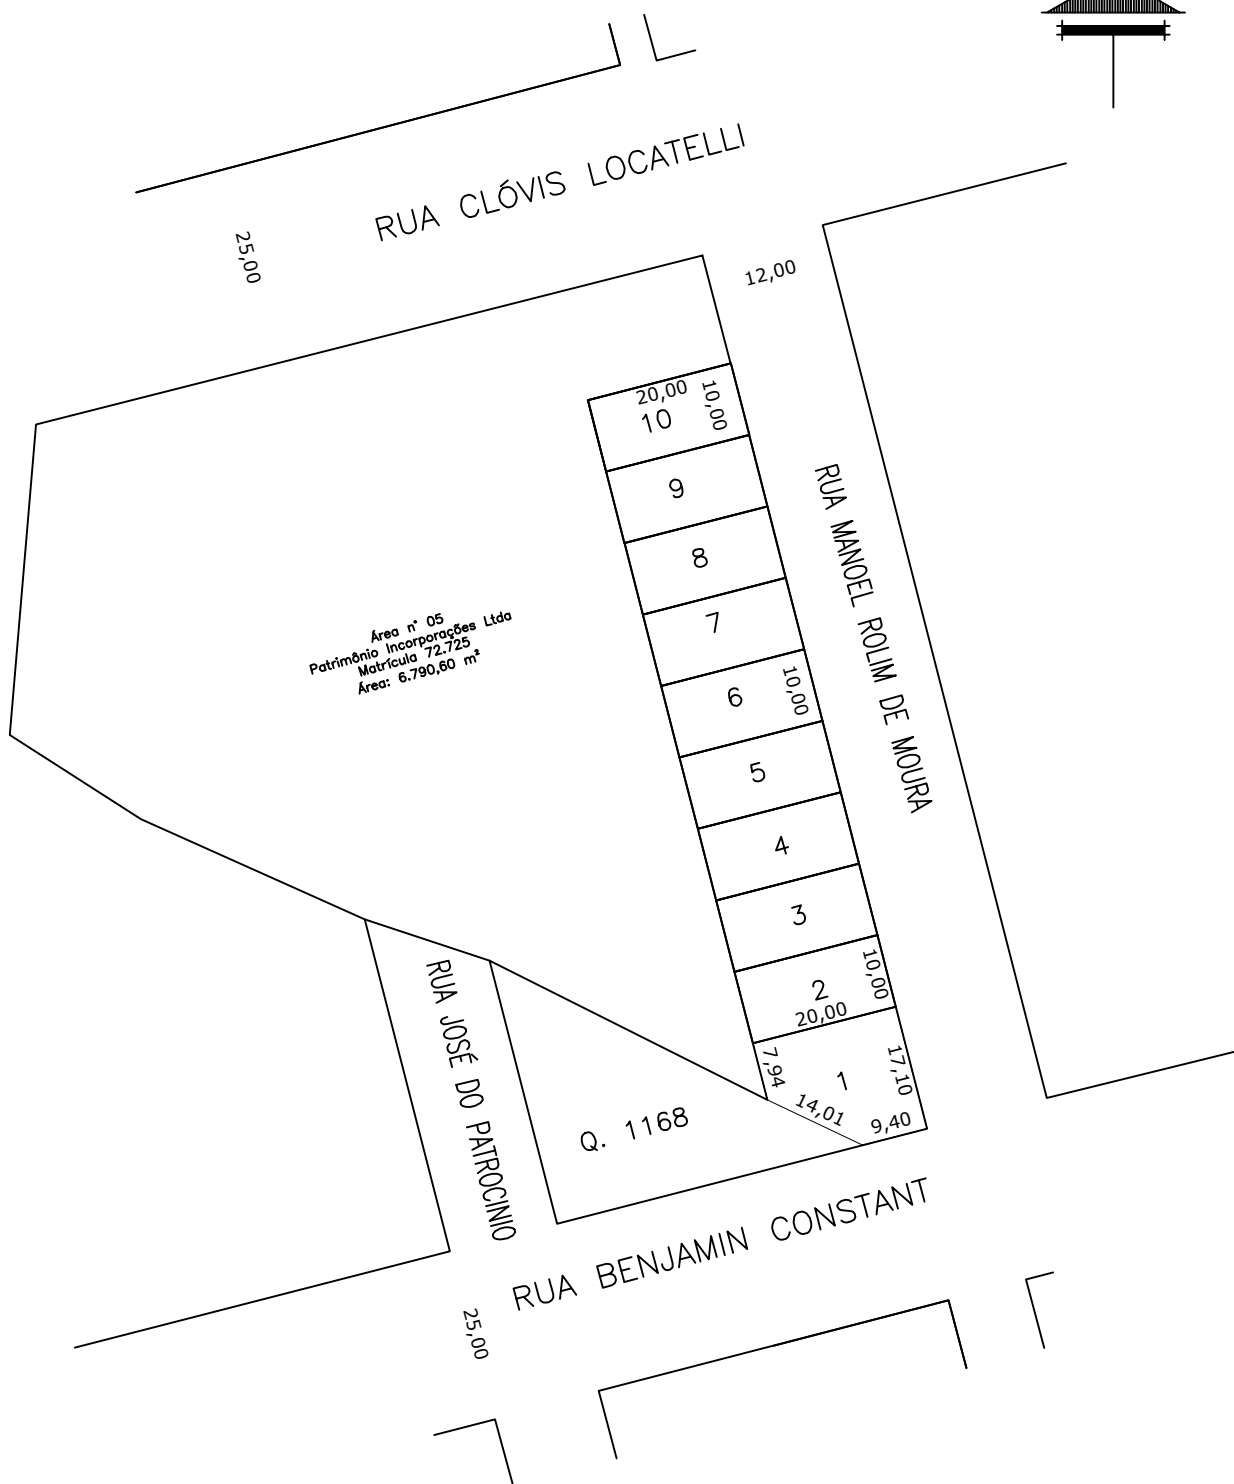 RUA CLÓVIS LOCATELLI
25,00
12,00
20,00
10,00
10
9
8
7
6
10,00
5
4
3
2
10,00
20,00
1
7,94
17,10
14,01
9,40
RUA MANOEL ROLIM DE MOURA
Área n° 05
Patrimônio Incorporações Ltda
Matrícula 72.725
Área: 6.790,60 m²
RUA JOSÉ DO PATROCINIO
Q. 1168
RUA BENJAMIN CONSTANT
25,00